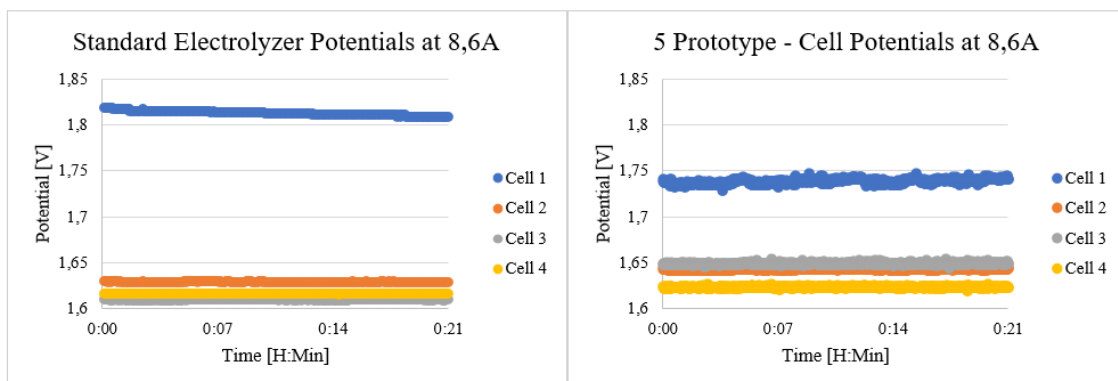 Standard Electrolyzer Potentials at 8,6A
1,85
1,8
1,75
1,7
1,65
1,6
Potential [V]
0:00 0:07 0:14 0:21
Time [H:Min]
Cell 1
Cell 2
Cell 3
Cell 4
5 Prototype - Cell Potentials at 8,6A
1,85
1,8
1,75
1,7
1,65
1,6
Potential [V]
0:00 0:07 0:14 0:21
Time [H:Min]
Cell 1
Cell 2
Cell 3
Cell 4